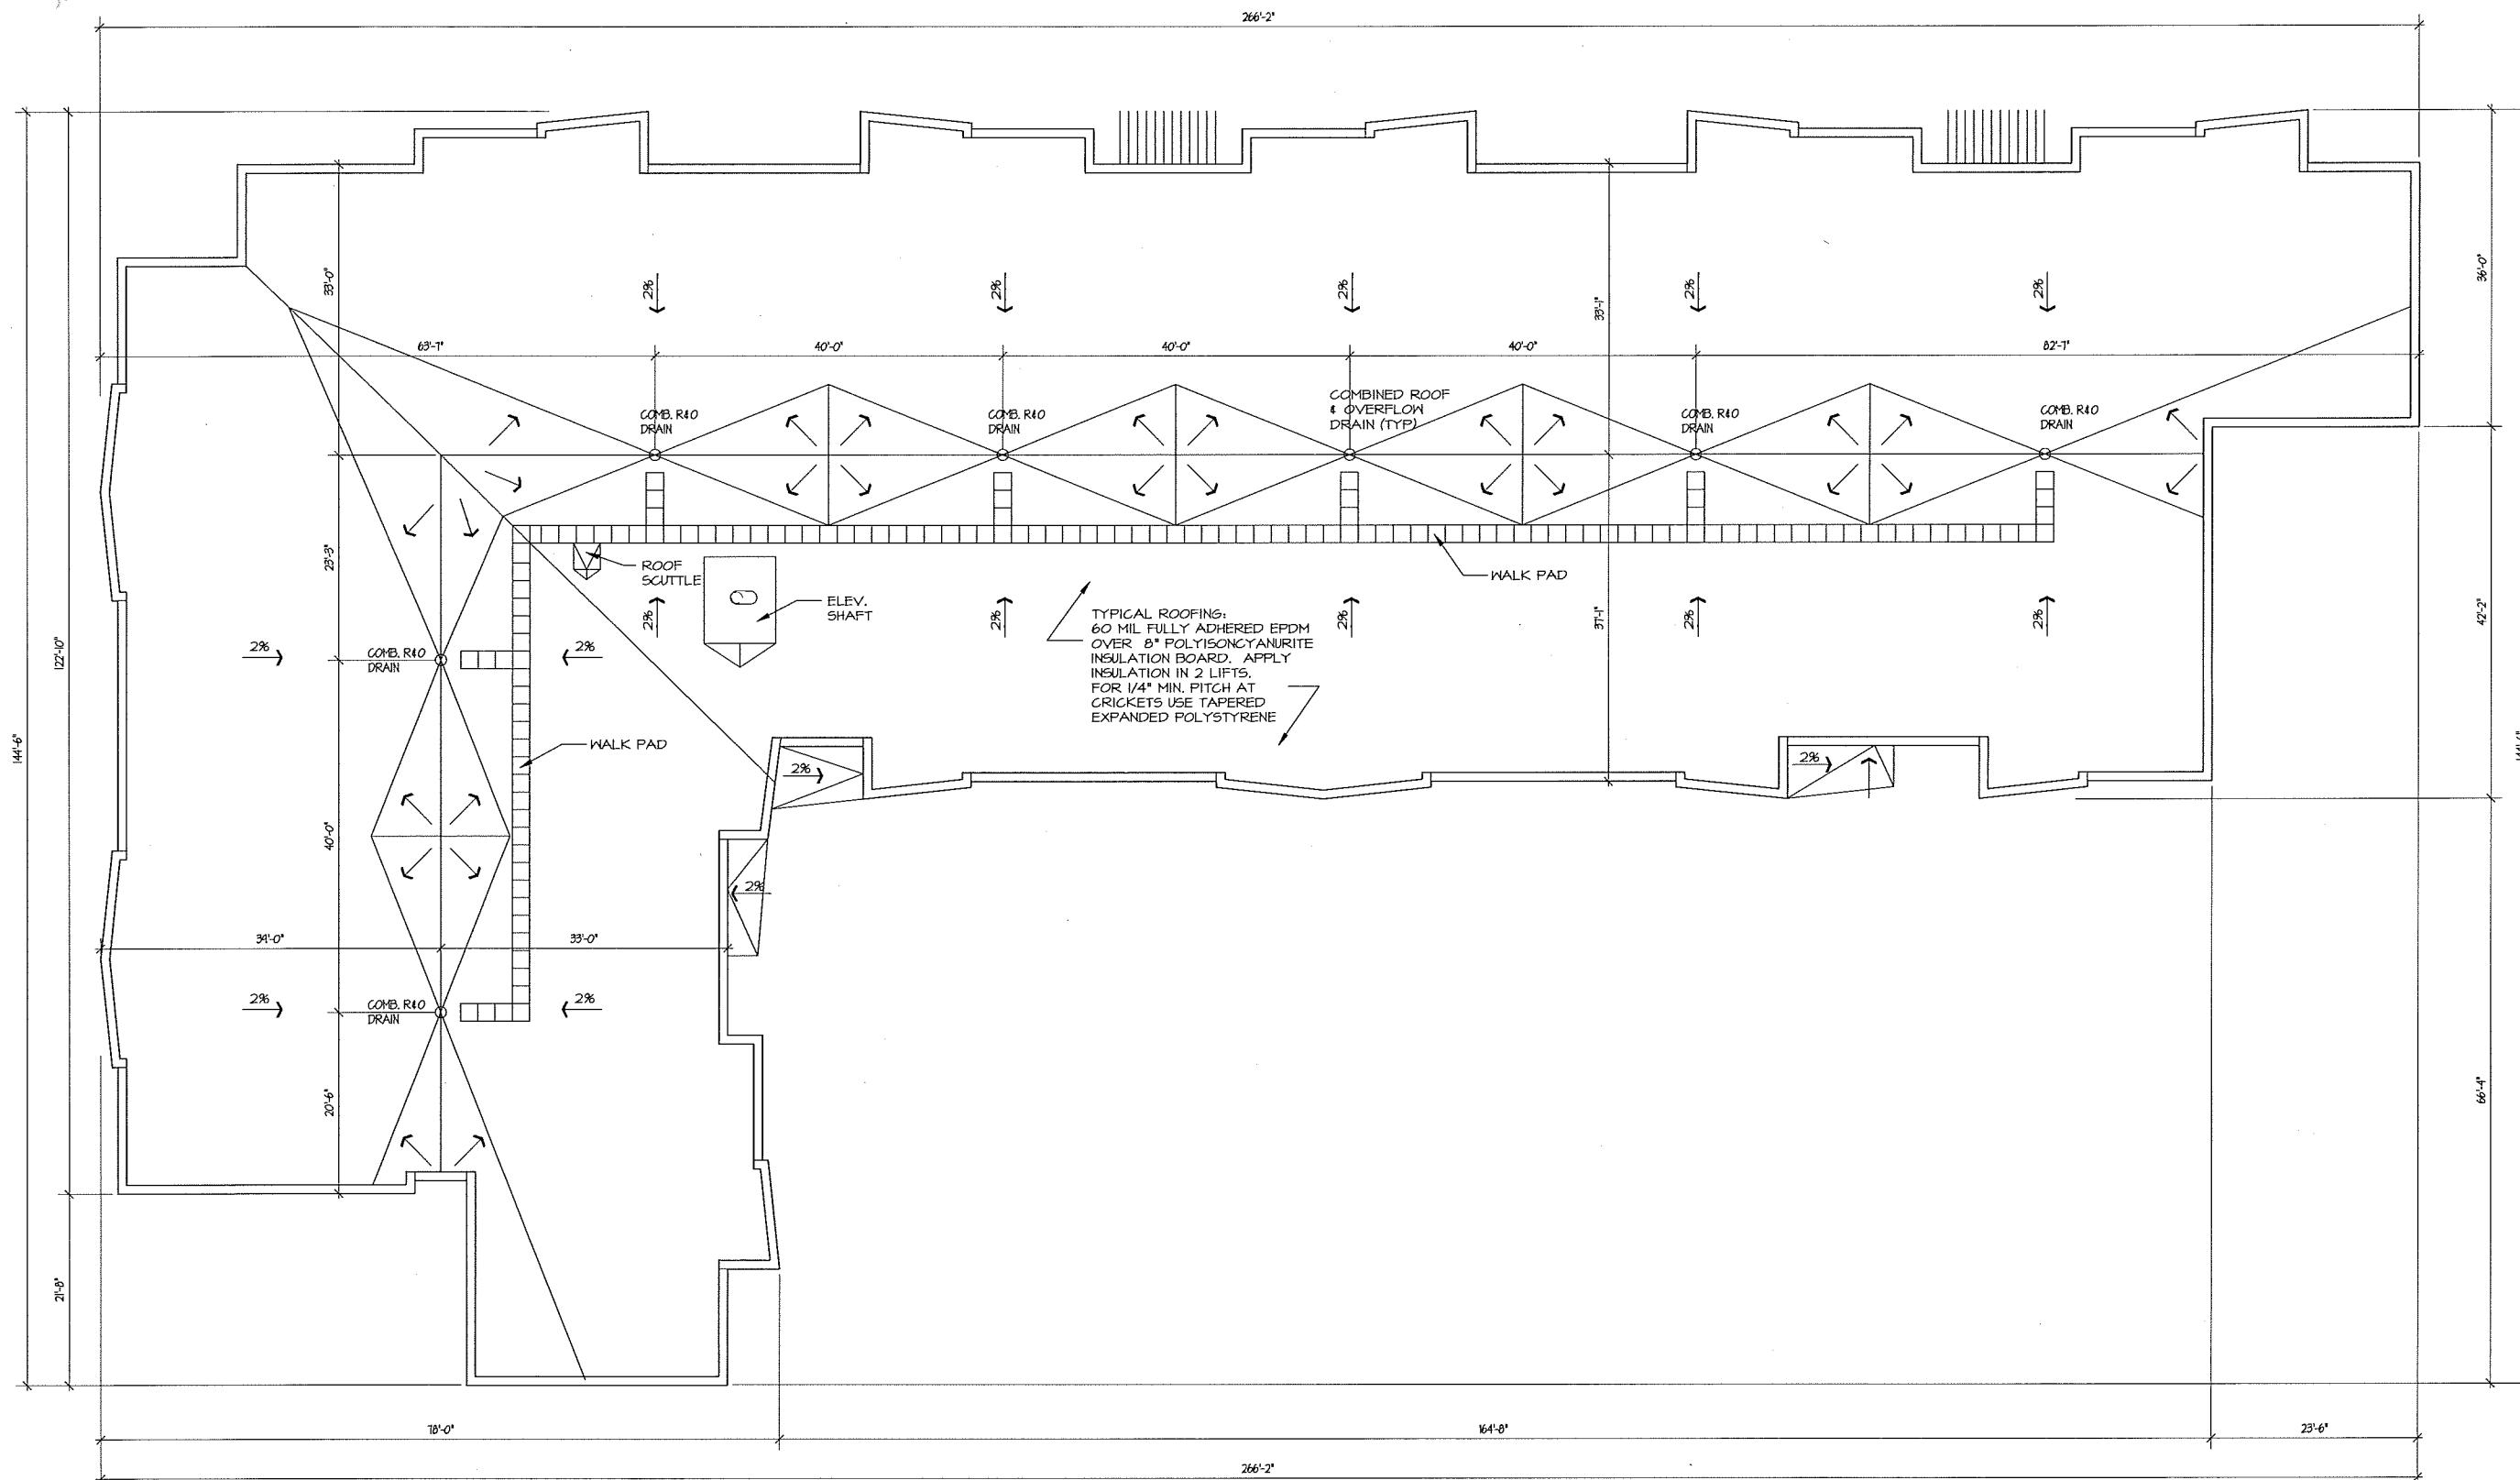 266'-2"
33'-0"
2%
2%
2%
2%
2%
33'-1"
36'-0"
63'-7"
40'-0"
40'-0"
40'-0"
82'-7"
COMB. R&O
DRAIN
COMB. R&O
DRAIN
COMBINED ROOF
& OVERFLOW
DRAIN (TYP)
COMB. R&O
DRAIN
COMB. R&O
DRAIN
23'-3"
ROOF
SCUTTLE
ELEV.
SHAFT
WALK PAD
2%
2%
2%
2%
2%
37'-1"
42'-2"
TYPICAL ROOFING:
60 MIL FULLY ADHERED EPDM
OVER 8" POLYISONCYANURITE
INSULATION BOARD. APPLY
INSULATION IN 2 LIFTS.
FOR 1/4" MIN. PITCH AT
CRICKETS USE TAPERED
EXPANDED POLYSTYRENE
2%
COMB. R&O
DRAIN
2%
122'-10"
144'-6"
WALK PAD
2%
2%
40'-0"
2%
34'-0"
33'-0"
2%
COMB. R&O
DRAIN
2%
20'-6"
66'-4"
21'-8"
78'-0"
164'-8"
23'-6"
266'-2"